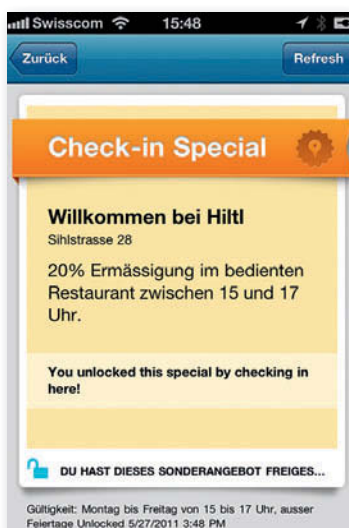 Swisscom 15:48
Zurück Refresh
Check-in Special
Willkommen bei Hiltl
Sihlstrasse 28
20% Ermässigung im bedienten
Restaurant zwischen 15 und 17
Uhr.
You unlocked this special by checking in
here!
DU HAST DIESES SONDERANGEBOT FREIGES...
Gültigkeit: Montag bis Freitag von 15 bis 17 Uhr, ausser
Feiertage Unlocked 5/27/2011 3:48 PM